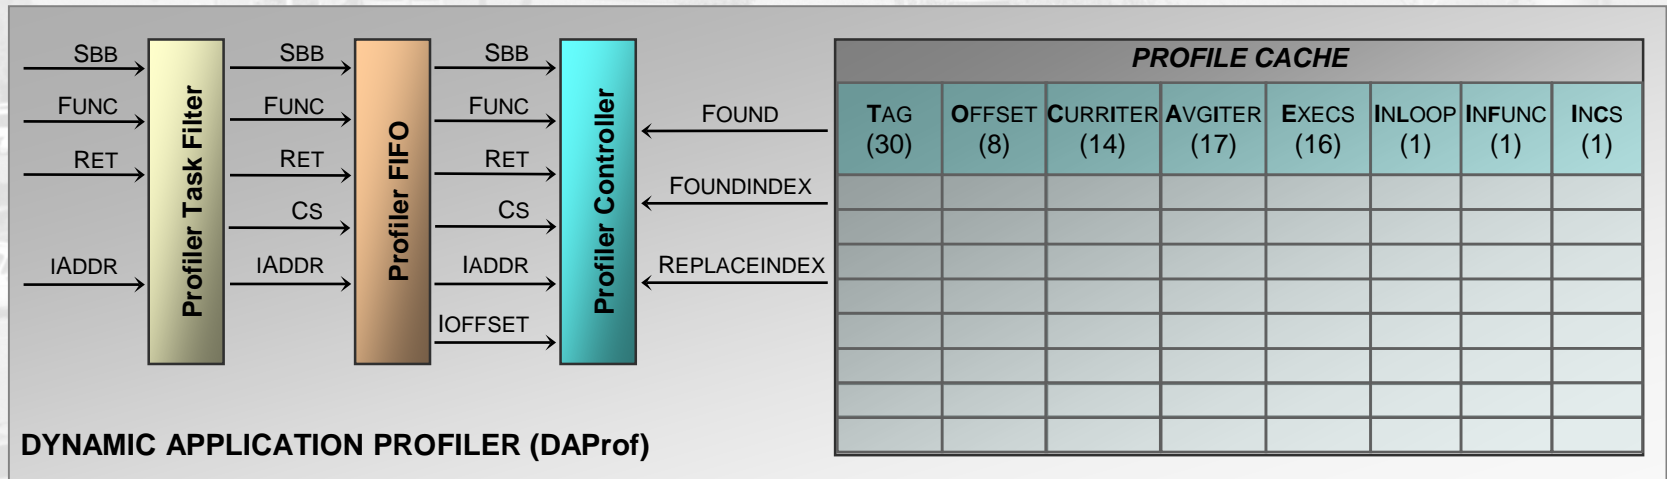 SBB
FUNC
RET
IADDR
Profiler Task Filter
SBB
FUNC
RET
CS
IADDR
Profiler FIFO
SBB
FUNC
RET
CS
IADDR
IOFFSET
Profiler Controller
FOUND
FOUNDINDEX
REPLACEINDEX
PROFILE CACHE
TAG OFFSET CURRITER AVGITER EXECS INLOOP INFUNC INCS
(30) (8) (14) (17) (16) (1) (1) (1)
DYNAMIC APPLICATION PROFILER (DAProf)